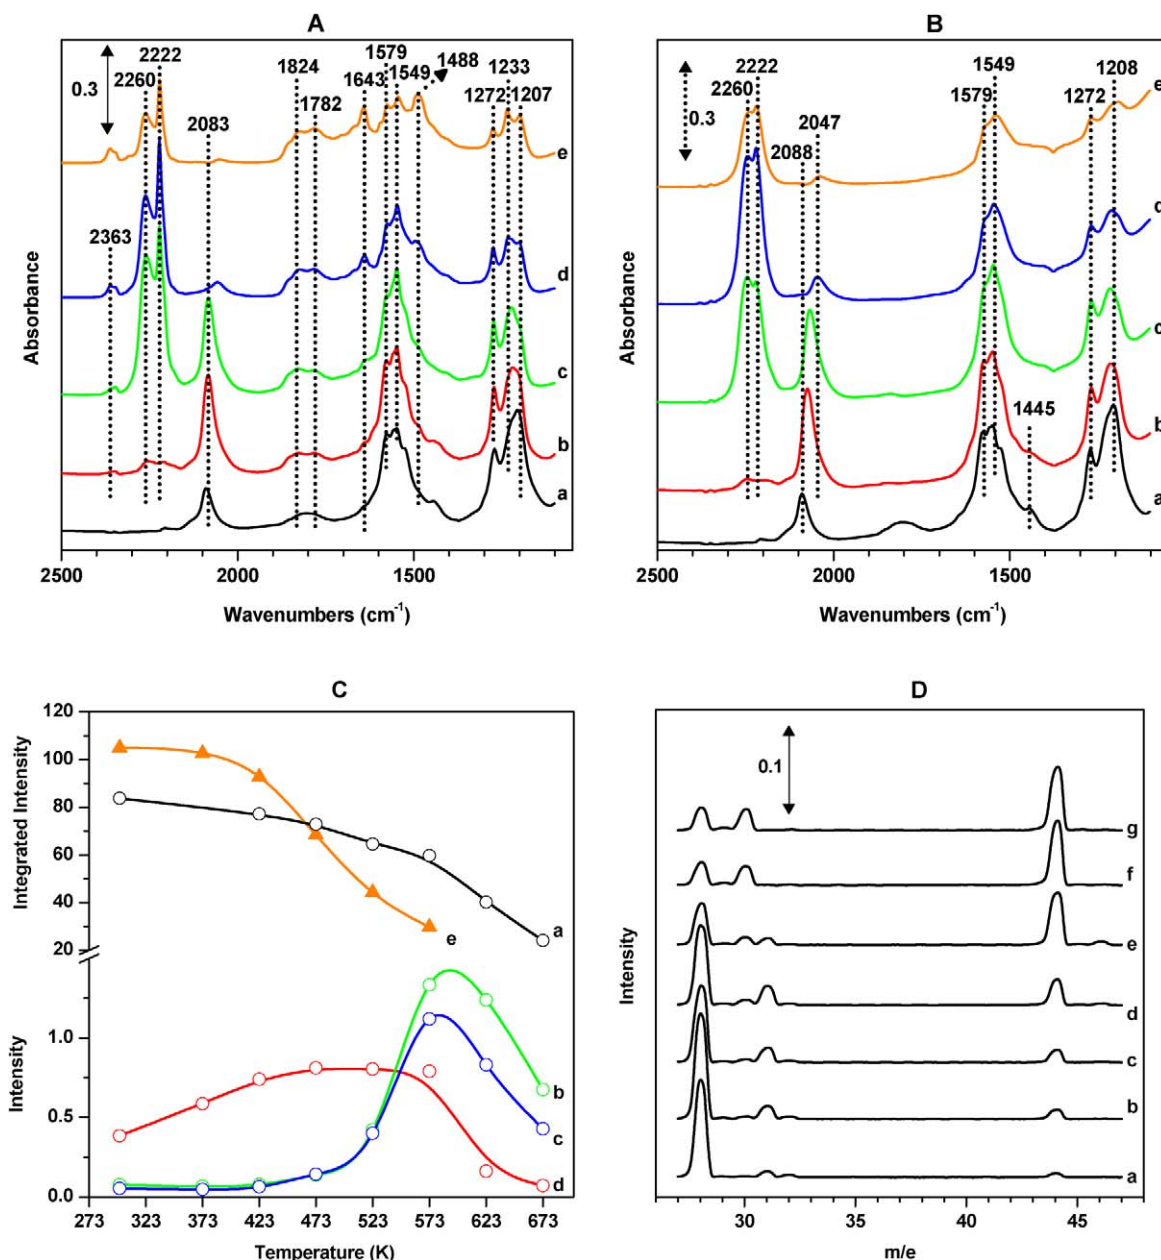 A
0.3
2222
2260
2083
1824
1782
1643
1579
1549
1488
1233
1272
1207
2363
e
d
c
b
a
Absorbance
2500
2000
1500
Wavenumbers (cm⁻¹)
B
0.3
2222
2260
2088
2047
1549
1579
1272
1208
1445
e
d
c
b
a
Absorbance
2500
2000
1500
Wavenumbers (cm⁻¹)
C
120
100
80
60
40
20
1.0
0.5
0.0
Integrated Intensity
Intensity
e
a
b
c
d
273 323 373 423 473 523 573 623 673
Temperature (K)
D
0.1
g
f
e
d
c
b
a
Intensity
30 35 40 45
m/e